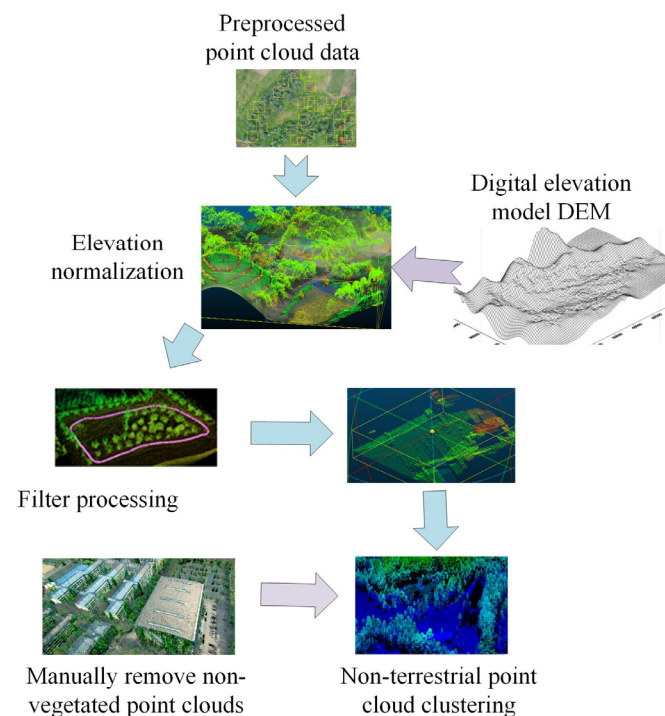 Preprocessed
point cloud data
Digital elevation
model DEM
Elevation
normalization
Filter processing
Manually remove non-
vegetated point clouds
Non-terrestrial point
cloud clustering